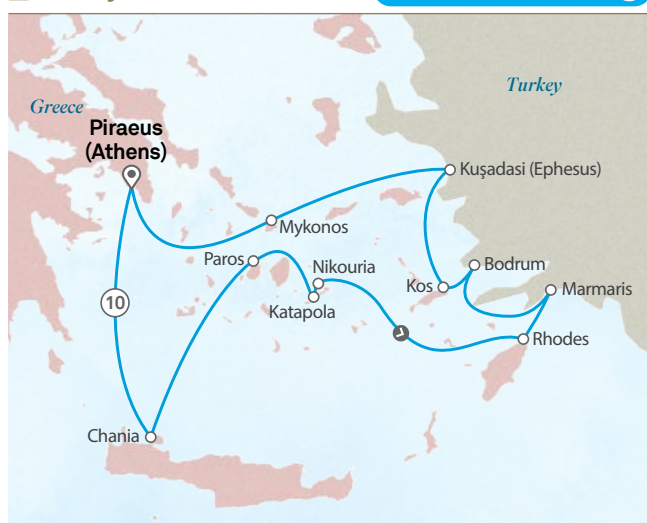 Greece
Turkey
Piraeus
(Athens)
Kuşadasi (Ephesus)
Mykonos
Paros
Nikouria
Bodrum
Kos
Marmaris
Katapola
10
Rhodes
Chania